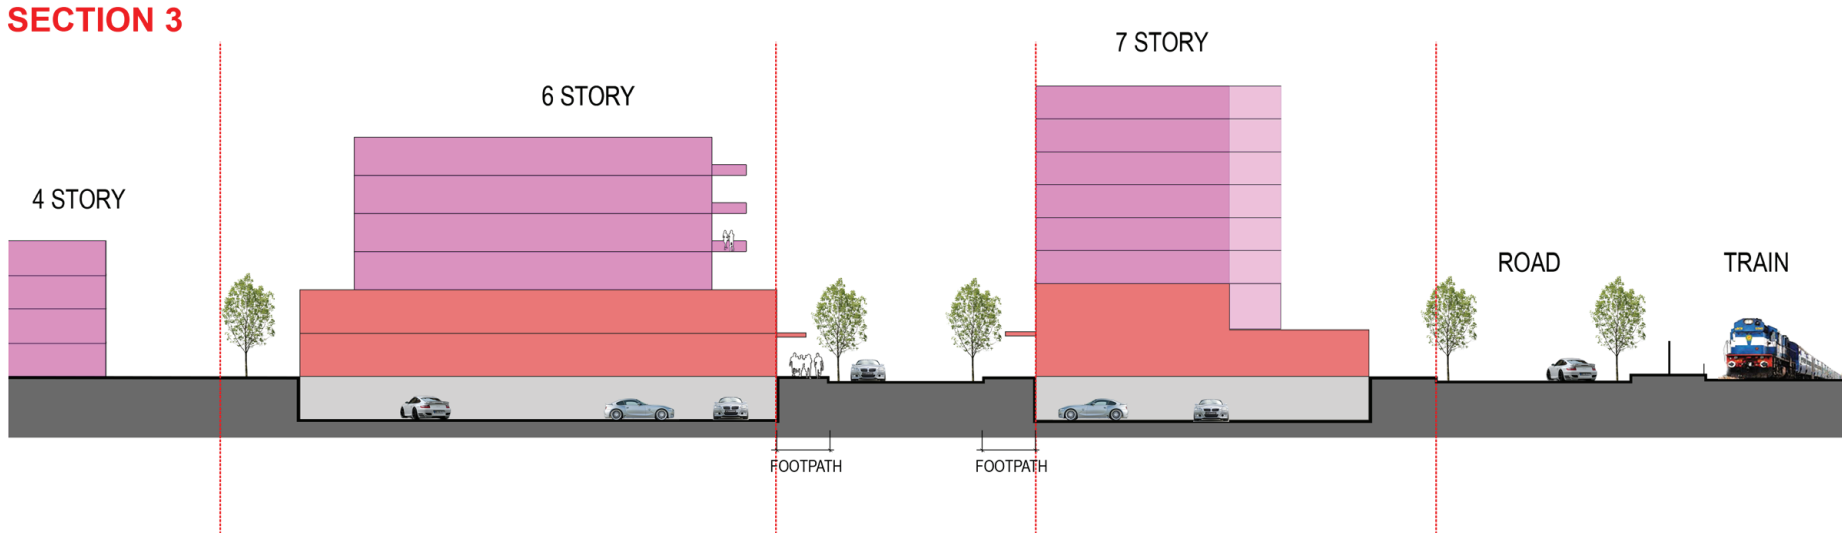 SECTION 3
7 STORY
6 STORY
4 STORY
ROAD
TRAIN
FOOTPATH
FOOTPATH